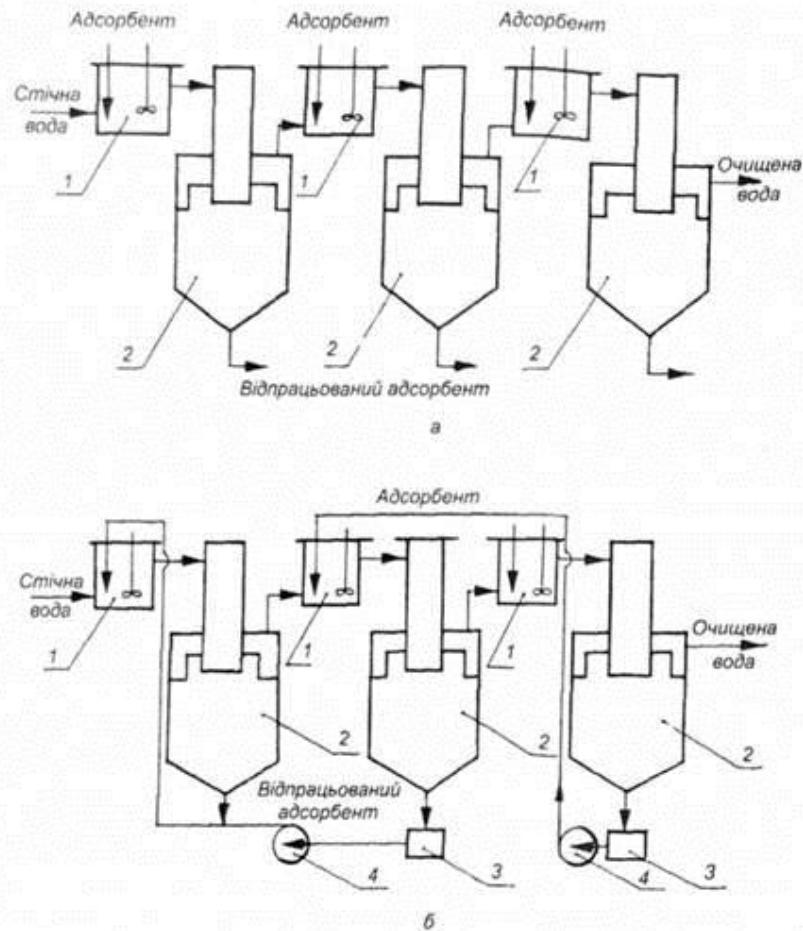 Адсорбент
Адсорбент
Адсорбент
Стічна
вода
1
1
1
Очищена
вода
2
2
2
Відпрацьований адсорбент
а
Адсорбент
Стічна
вода
1
1
1
Очищена
вода
2
2
2
Відпрацьований
адсорбент
4
3
4
3
б